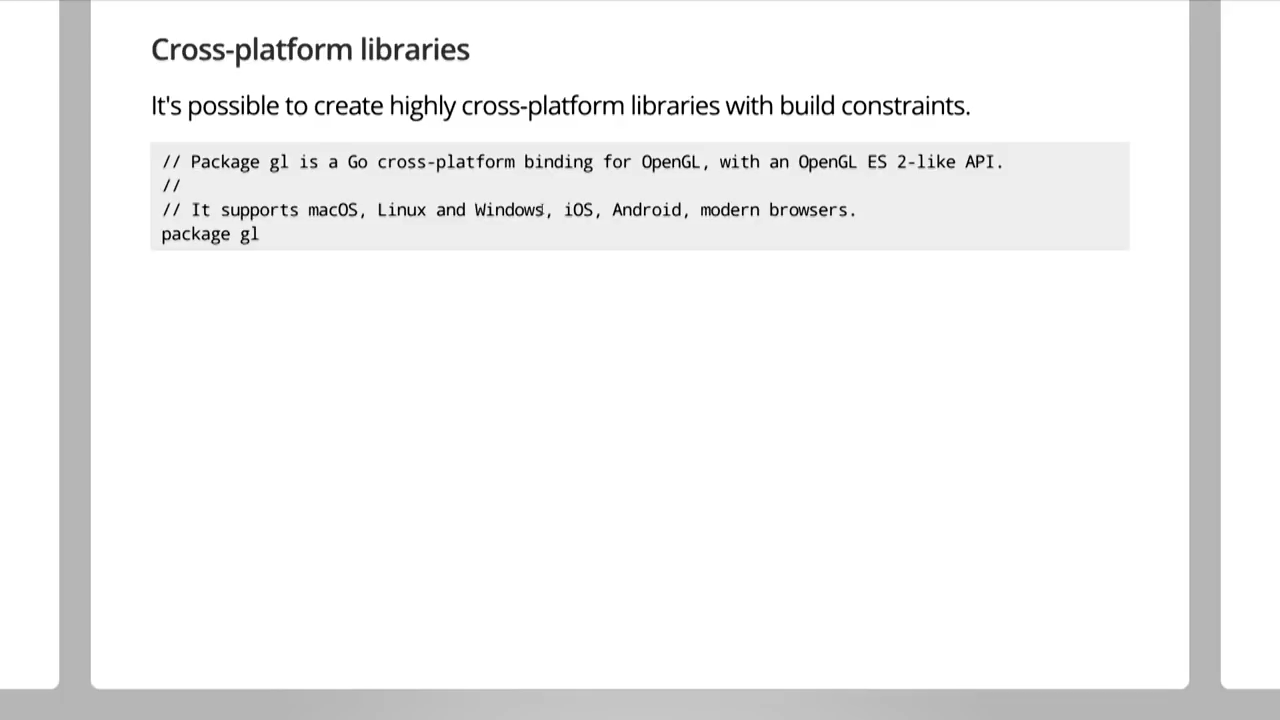 Cross-platform libraries
It's possible to create highly cross-platform libraries with build constraints.
// Package gl is a Go cross-platform binding for OpenGL, with an OpenGL ES 2-like API.
//
// It supports macOS, Linux and Windows, iOS, Android, modern browsers.
package gl